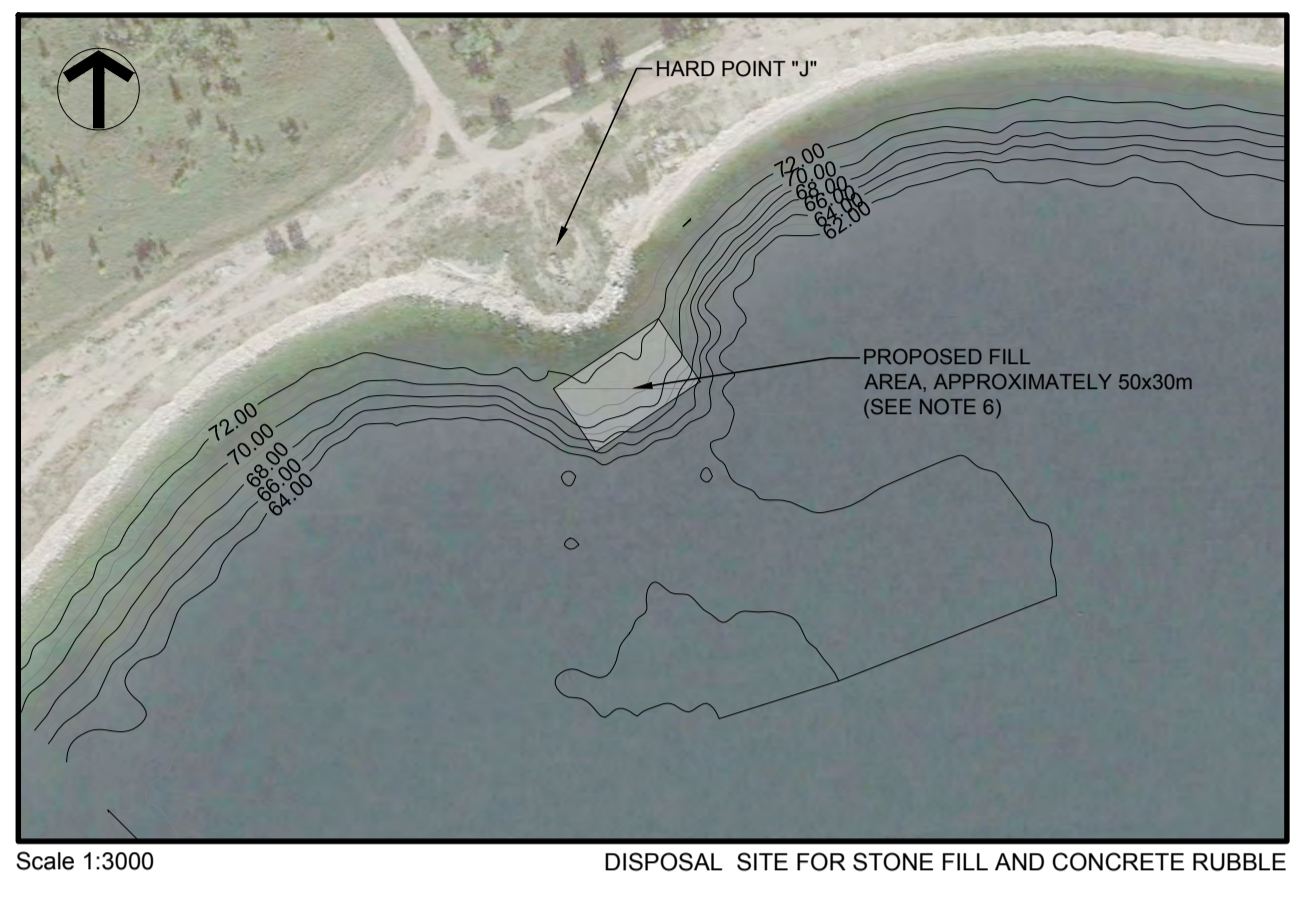 HARD POINT "J"
72.00
70.00
68.00
66.00
64.00
62.00
PROPOSED FILL
AREA, APPROXIMATELY 50x30m
(SEE NOTE 6)
72.00
70.00
68.00
66.00
64.00
Scale 1:3000
DISPOSAL SITE FOR STONE FILL AND CONCRETE RUBBLE